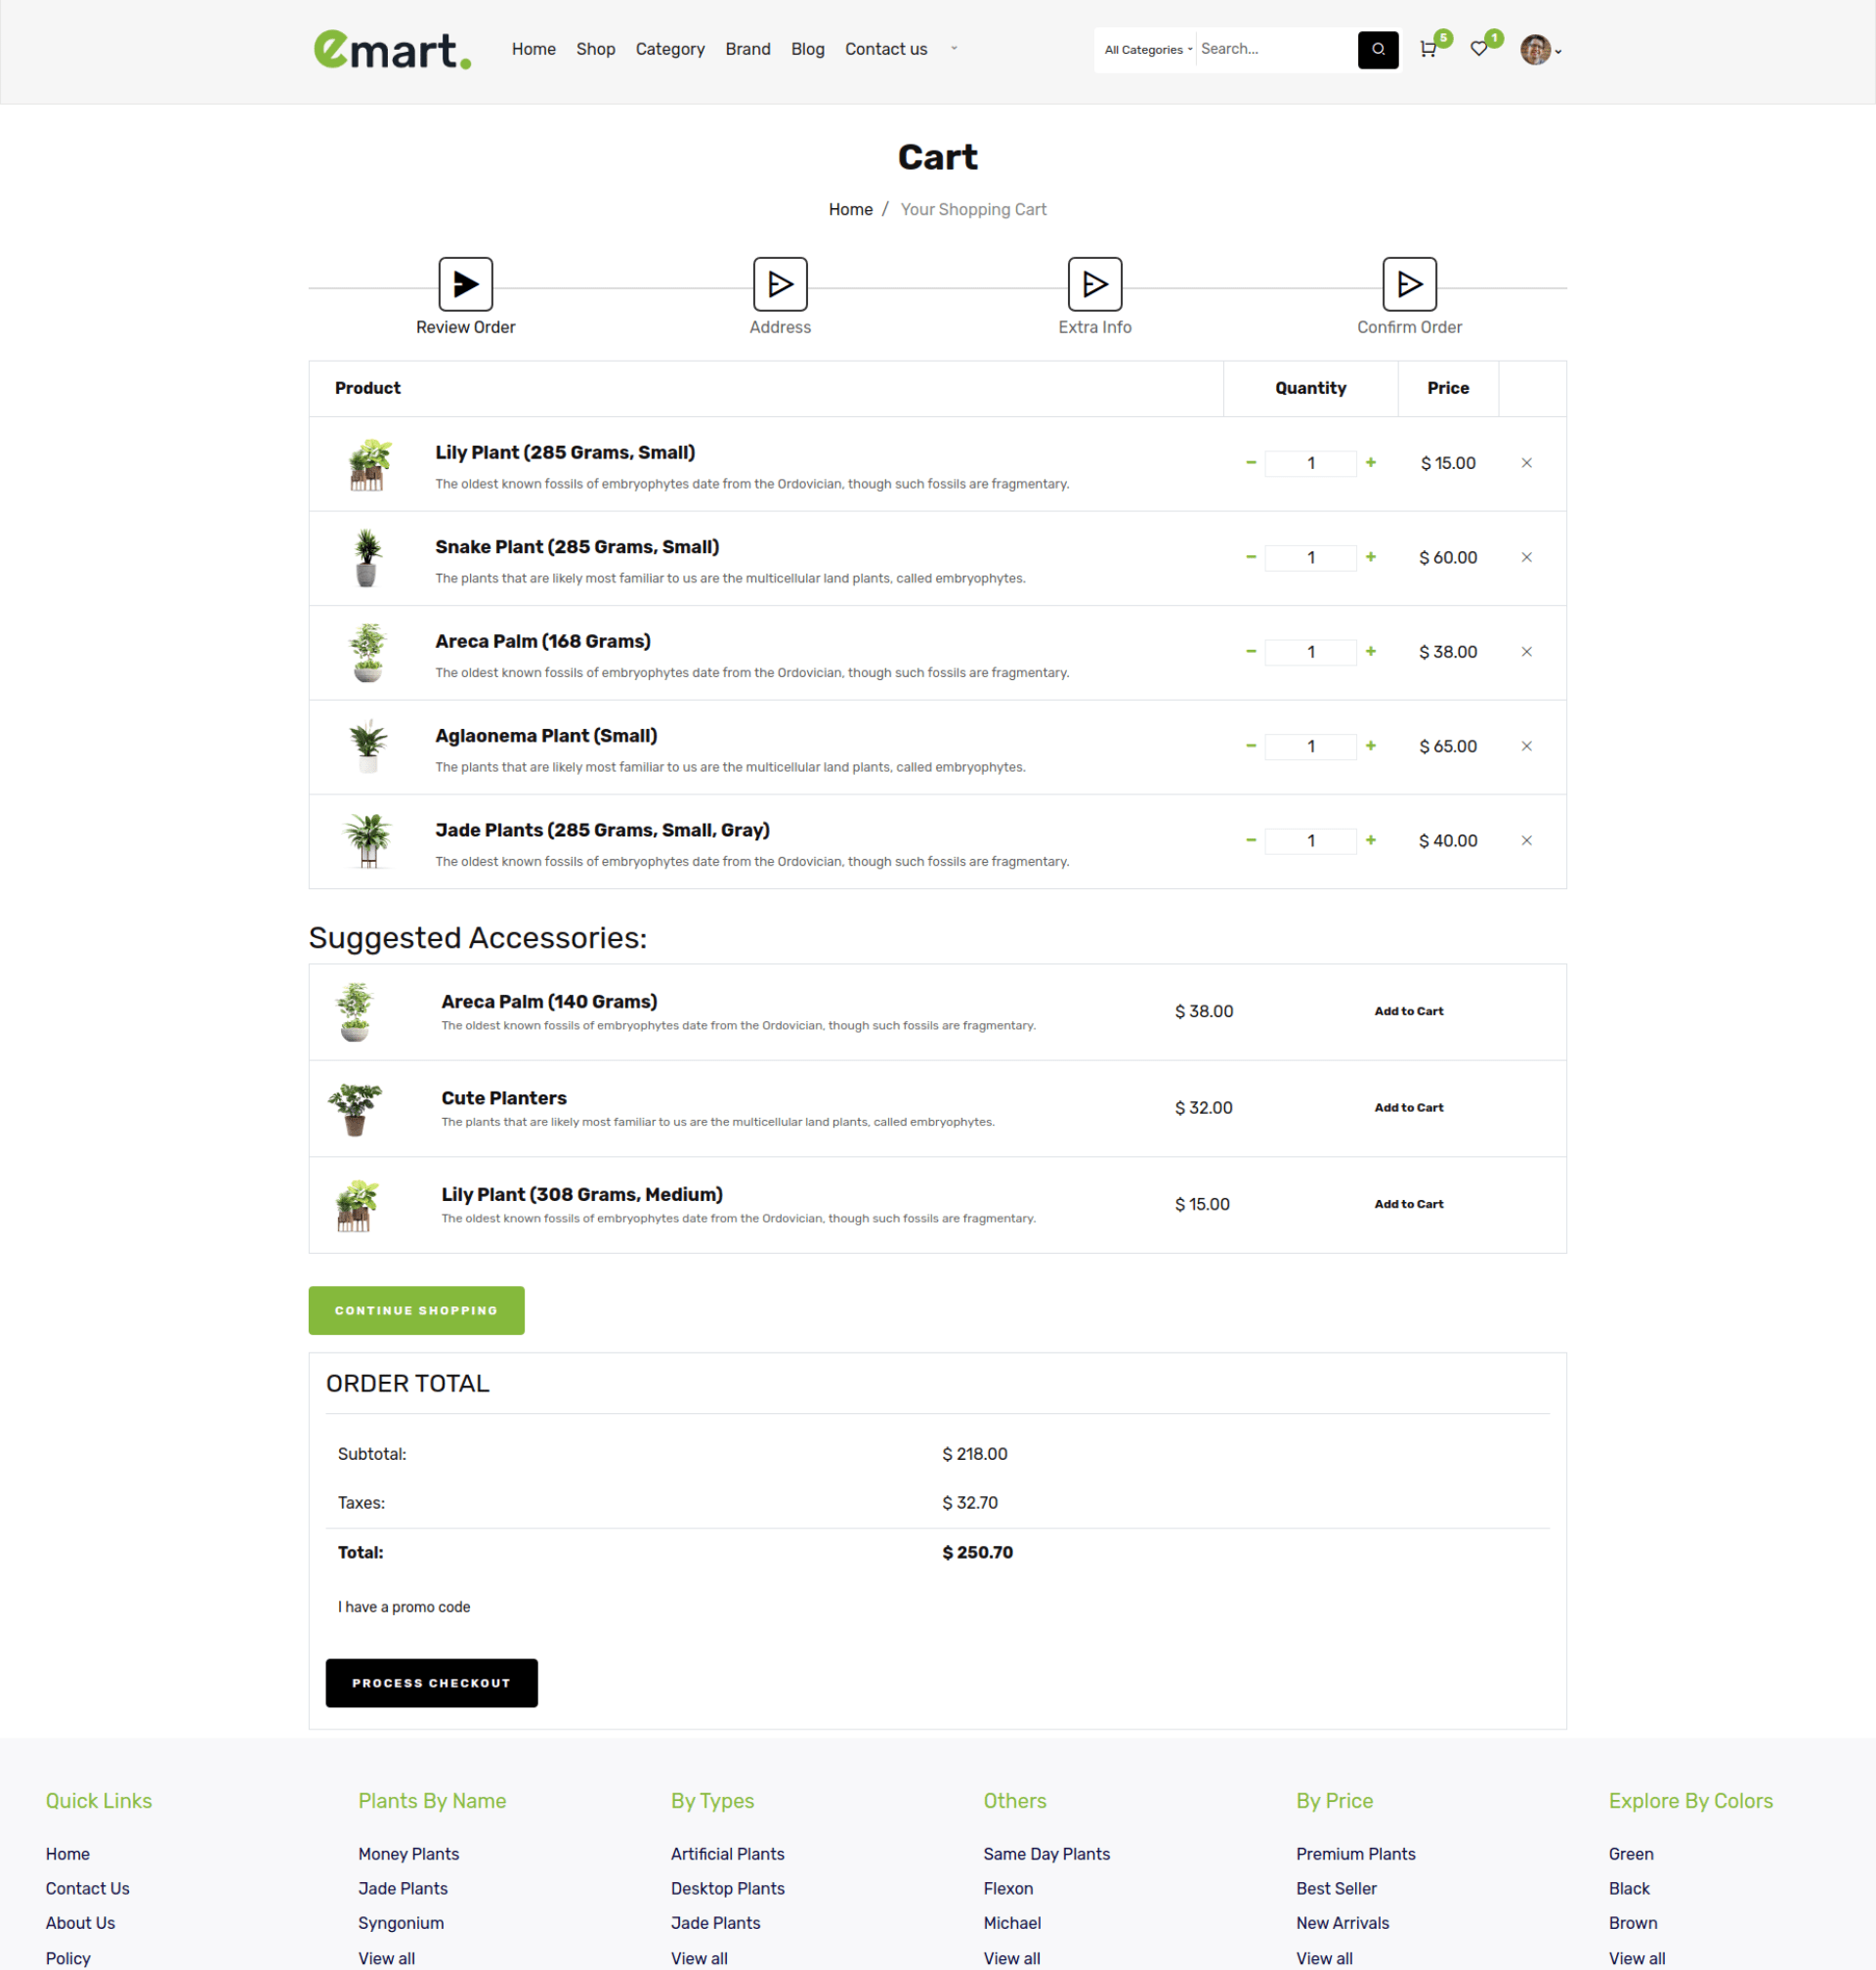 emart.
Home Shop Category Brand Blog Contact us
All Categories Search... 5 1
Cart
Home / Your Shopping Cart
Review Order Address Extra Info Confirm Order
Product Quantity Price
Lily Plant (285 Grams, Small)
The oldest known fossils of embryophytes date from the Ordovician, though such fossils are fragmentary.
− 1 + $ 15.00 ×
Snake Plant (285 Grams, Small)
The plants that are likely most familiar to us are the multicellular land plants, called embryophytes.
− 1 + $ 60.00 ×
Areca Palm (168 Grams)
The oldest known fossils of embryophytes date from the Ordovician, though such fossils are fragmentary.
− 1 + $ 38.00 ×
Aglaonema Plant (Small)
The plants that are likely most familiar to us are the multicellular land plants, called embryophytes.
− 1 + $ 65.00 ×
Jade Plants (285 Grams, Small, Gray)
The oldest known fossils of embryophytes date from the Ordovician, though such fossils are fragmentary.
− 1 + $ 40.00 ×
Suggested Accessories:
Areca Palm (140 Grams)
The oldest known fossils of embryophytes date from the Ordovician, though such fossils are fragmentary.
$ 38.00 Add to Cart
Cute Planters
The plants that are likely most familiar to us are the multicellular land plants, called embryophytes.
$ 32.00 Add to Cart
Lily Plant (308 Grams, Medium)
The oldest known fossils of embryophytes date from the Ordovician, though such fossils are fragmentary.
$ 15.00 Add to Cart
CONTINUE SHOPPING
ORDER TOTAL
Subtotal: $ 218.00
Taxes: $ 32.70
Total: $ 250.70
I have a promo code
PROCESS CHECKOUT
Quick Links Plants By Name By Types Others By Price Explore By Colors
Home Money Plants Artificial Plants Same Day Plants Premium Plants Green
Contact Us Jade Plants Desktop Plants Flexon Best Seller Black
About Us Syngonium Jade Plants Michael New Arrivals Brown
Policy View all View all View all View all View all